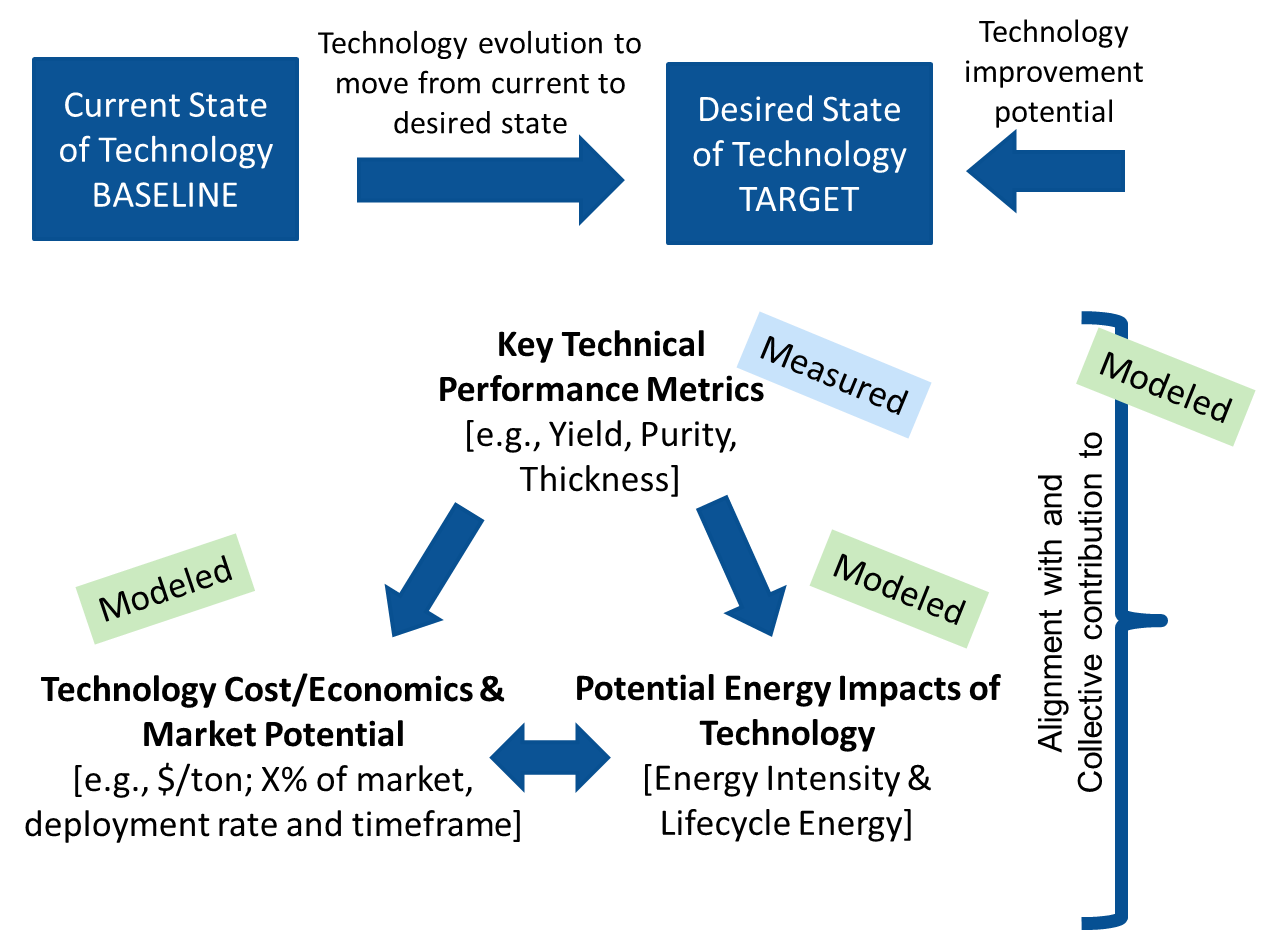 Current State
of Technology
BASELINE
Technology evolution to
move from current to
desired state
Desired State
of Technology
TARGET
Technology
improvement
potential
Key Technical
Performance Metrics
[e.g., Yield, Purity,
Thickness]
Measured
Modeled
Modeled
Modeled
Technology Cost/Economics &
Market Potential
[e.g., $/ton; X% of market,
deployment rate and timeframe]
Potential Energy Impacts of
Technology
[Energy Intensity &
Lifecycle Energy]
Alignment with and
Collective contribution to